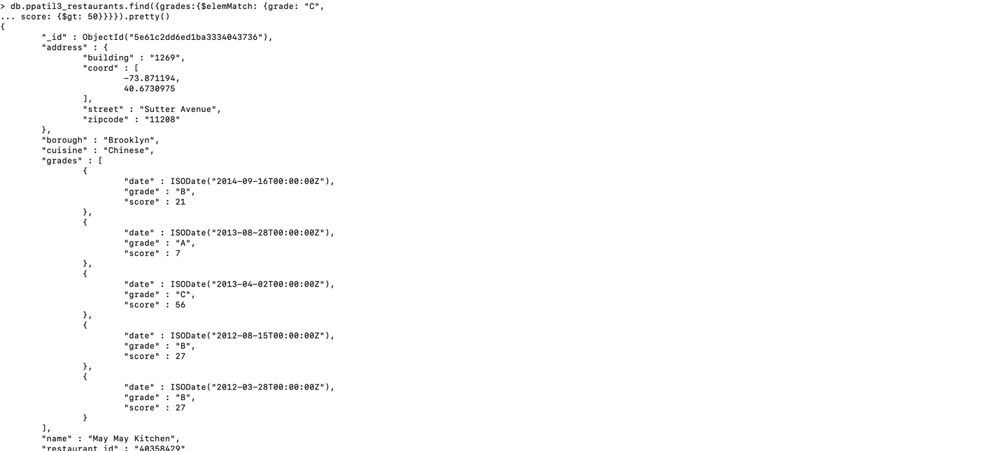 > db.ppatil3_restaurants.find({grades:{$elemMatch: {grade: "C",
... score: {$gt: 50}}}}).pretty()
{
        "_id" : ObjectId("5e61c2dd6ed1ba3334043736"),
        "address" : {
                "building" : "1269",
                "coord" : [
                        -73.871194,
                        40.6730975
                ],
                "street" : "Sutter Avenue",
                "zipcode" : "11208"
        },
        "borough" : "Brooklyn",
        "cuisine" : "Chinese",
        "grades" : [
                {
                        "date" : ISODate("2014-09-16T00:00:00Z"),
                        "grade" : "B",
                        "score" : 21
                },
                {
                        "date" : ISODate("2013-08-28T00:00:00Z"),
                        "grade" : "A",
                        "score" : 7
                },
                {
                        "date" : ISODate("2013-04-02T00:00:00Z"),
                        "grade" : "C",
                        "score" : 56
                },
                {
                        "date" : ISODate("2012-08-15T00:00:00Z"),
                        "grade" : "B",
                        "score" : 27
                },
                {
                        "date" : ISODate("2012-03-28T00:00:00Z"),
                        "grade" : "B",
                        "score" : 27
                }
        ],
        "name" : "May May Kitchen",
        "restaurant_id" : "40358429"